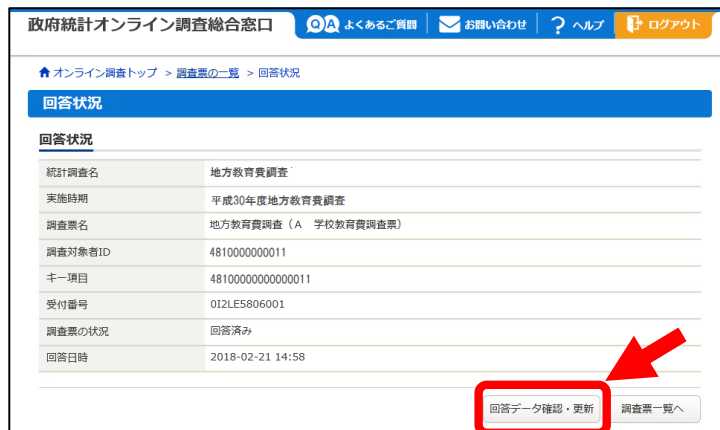 政府統計オンライン調査総合窓口 Q&A よくあるご質問 お問い合わせ ? ヘルプ ログアウト
オンライン調査トップ > 調査票の一覧 > 回答状況
回答状況
回答状況
統計調査名 地方教育費調査
実施時期 平成30年度地方教育費調査
調査票名 地方教育費調査（A 学校教育費調査票）
調査対象者ID 4810000000011
キー項目 48100000000000011
受付番号 0I2LE5806001
調査票の状況 回答済み
回答日時 2018-02-21 14:58
回答データ確認・更新 調査票一覧へ